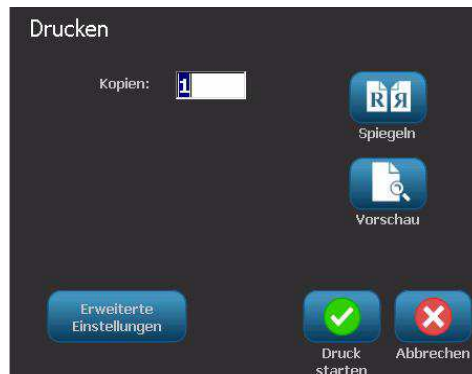 Drucken
Kopien: 1
R Я
Spiegeln
Vorschau
Erweiterte
Einstellungen
Druck
starten
Abbrechen